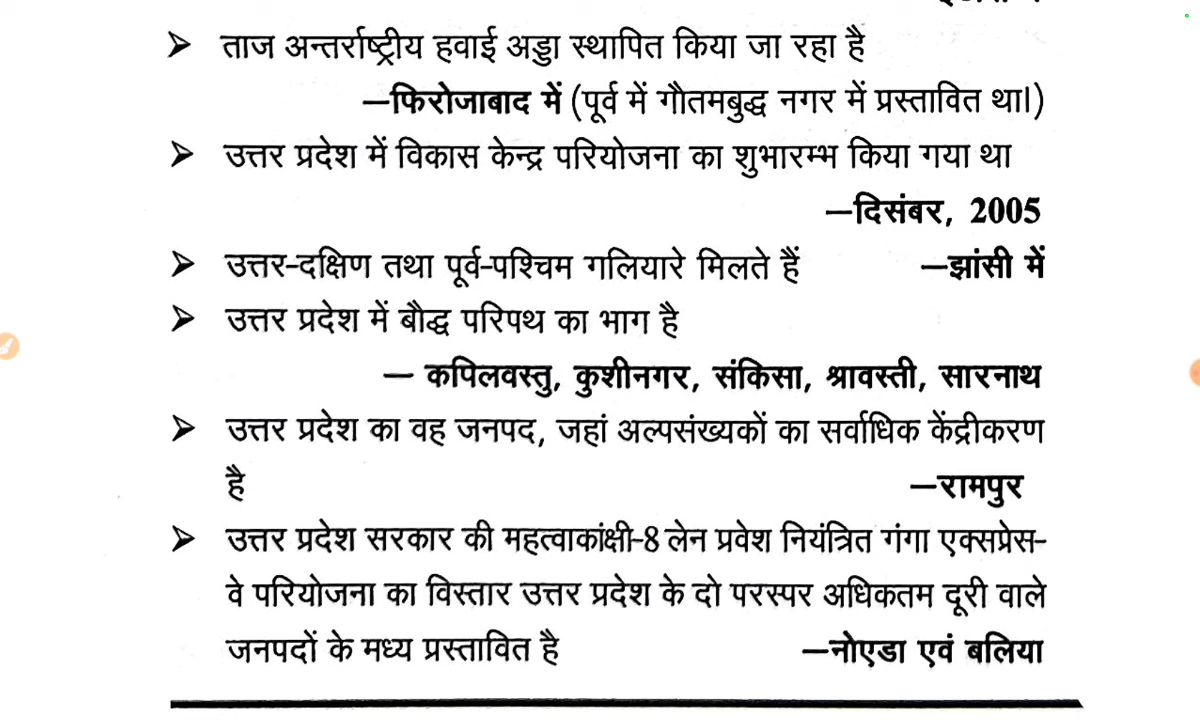 ➤ ताज अन्तर्राष्ट्रीय हवाई अड्डा स्थापित किया जा रहा है
—फिरोजाबाद में (पूर्व में गौतमबुद्ध नगर में प्रस्तावित था।)
➤ उत्तर प्रदेश में विकास केन्द्र परियोजना का शुभारम्भ किया गया था
—दिसंबर, 2005
➤ उत्तर-दक्षिण तथा पूर्व-पश्चिम गलियारे मिलते हैं —झांसी में
➤ उत्तर प्रदेश में बौद्ध परिपथ का भाग है
— कपिलवस्तु, कुशीनगर, संकिसा, श्रावस्ती, सारनाथ
➤ उत्तर प्रदेश का वह जनपद, जहां अल्पसंख्यकों का सर्वाधिक केंद्रीकरण
है —रामपुर
➤ उत्तर प्रदेश सरकार की महत्वाकांक्षी-8 लेन प्रवेश नियंत्रित गंगा एक्सप्रेस-
वे परियोजना का विस्तार उत्तर प्रदेश के दो परस्पर अधिकतम दूरी वाले
जनपदों के मध्य प्रस्तावित है —नोएडा एवं बलिया